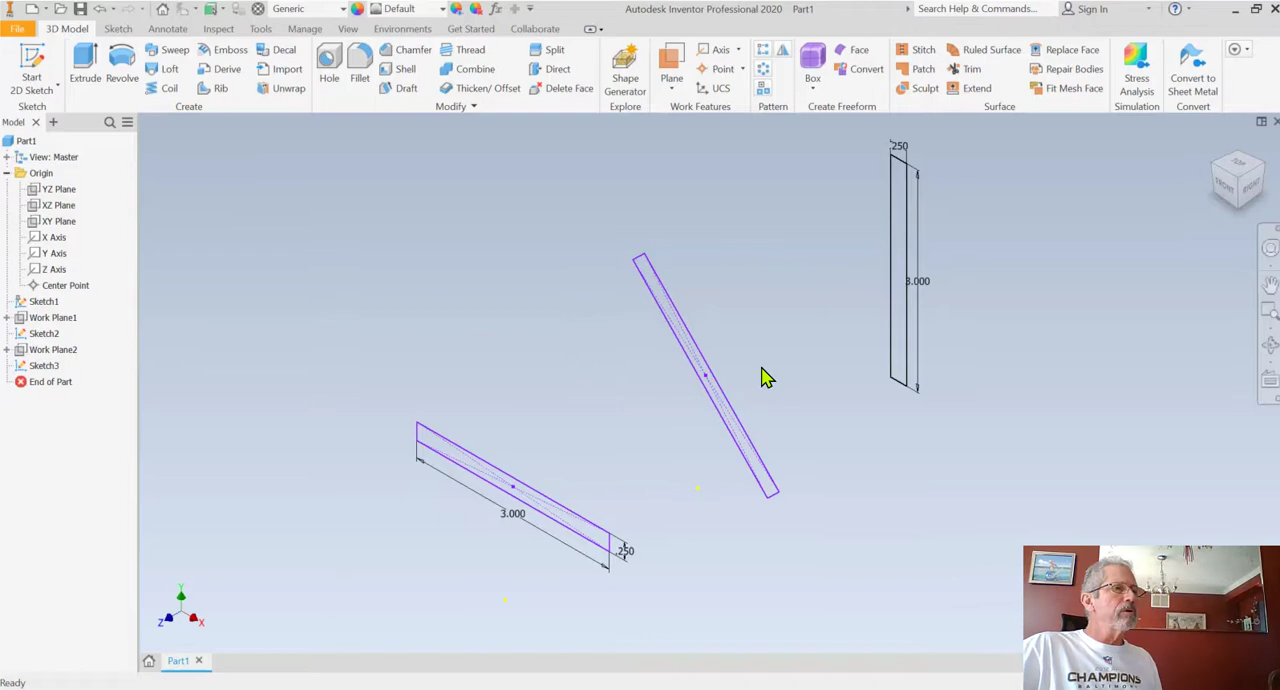 Generic
Default
Autodesk Inventor Professional 2020 Part1
Search Help & Commands...
Sign In
File
3D Model
Sketch
Annotate
Inspect
Tools
Manage
View
Environments
Get Started
Collaborate
Start
2D Sketch
Extrude
Revolve
Sweep
Loft
Coil
Emboss
Derive
Rib
Decal
Import
Unwrap
Hole
Fillet
Chamfer
Shell
Draft
Thread
Combine
Thicken/ Offset
Split
Direct
Delete Face
Shape
Generator
Plane
Axis
Point
UCS
Box
Face
Convert
Stitch
Patch
Sculpt
Ruled Surface
Trim
Extend
Replace Face
Repair Bodies
Fit Mesh Face
Stress
Analysis
Convert to
Sheet Metal
Sketch
Create
Modify
Explore
Work Features
Pattern
Create Freeform
Surface
Simulation
Convert
Model
Part1
View: Master
Origin
YZ Plane
XZ Plane
XY Plane
X Axis
Y Axis
Z Axis
Center Point
Sketch1
Work Plane1
Sketch2
Work Plane2
Sketch3
End of Part
.250
3.000
3.000
.250
TOP
FRONT
RIGHT
Y
Z
X
CHAMPIONS
BALTIMORE
Part1
Ready